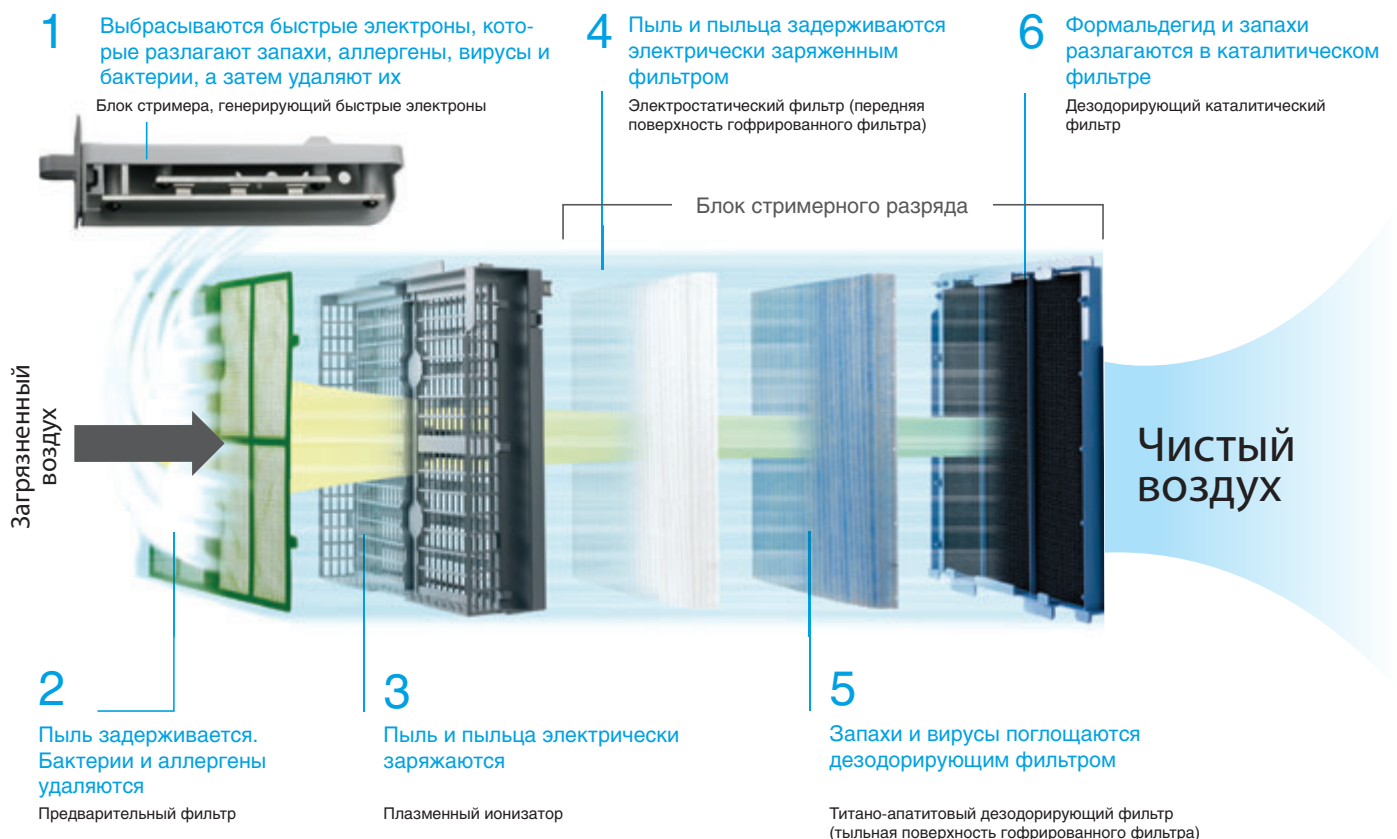 1
Выбрасываются быстрые электроны, кото-
рые разлагают запахи, аллергены, вирусы и
бактерии, а затем удаляют их
Блок стримера, генерирующий быстрые электроны
4
Пыль и пыльца задерживаются
электрически заряженным
фильтром
Электростатический фильтр (передняя
поверхность гофрированного фильтра)
6
Формальдегид и запахи
разлагаются в каталитическом
фильтре
Дезодорирующий каталитический
фильтр
Блок стримерного разряда
Загрязненный
воздух
Чистый
воздух
2
Пыль задерживается.
Бактерии и аллергены
удаляются
Предварительный фильтр
3
Пыль и пыльца электрически
заряжаются
Плазменный ионизатор
5
Запахи и вирусы поглощаются
дезодорирующим фильтром
Титано-апатитовый дезодорирующий фильтр
(тыльная поверхность гофрированного фильтра)